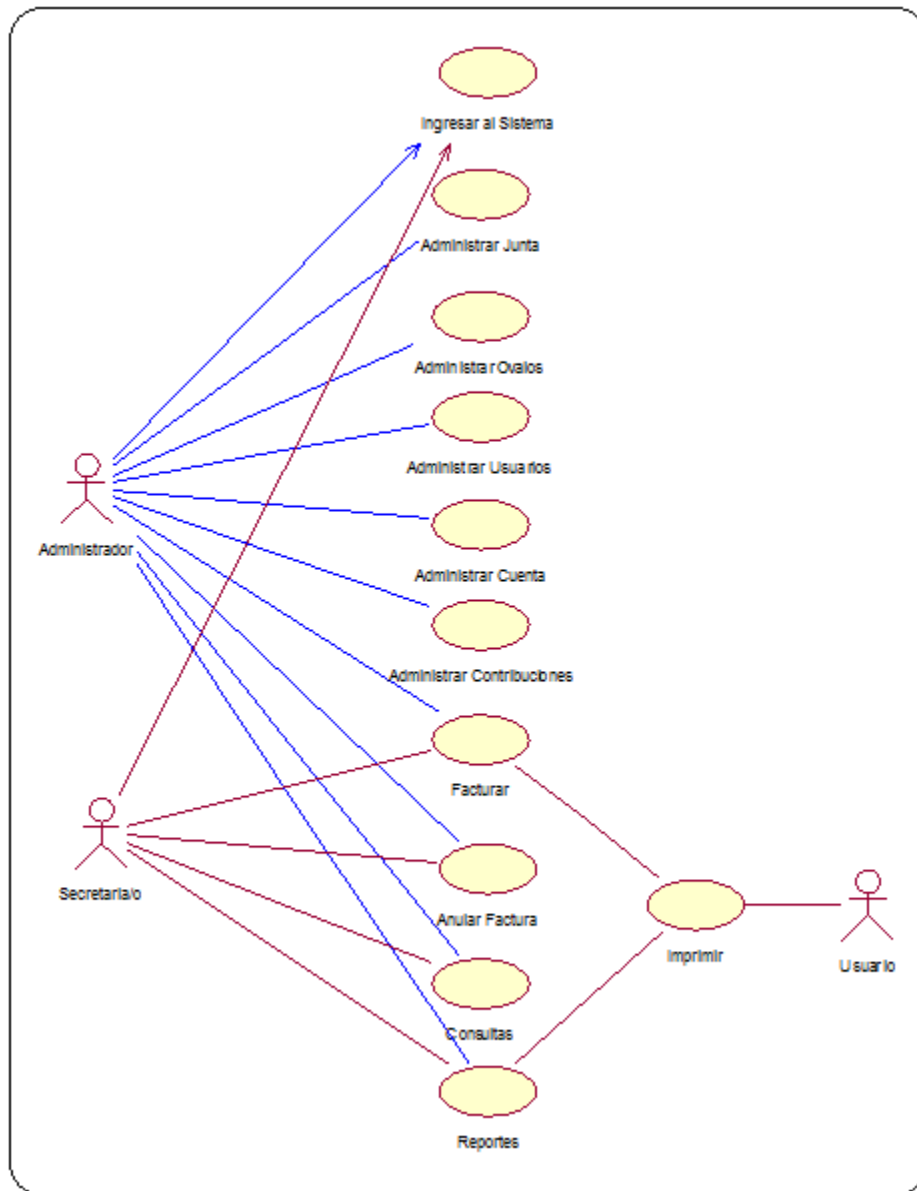 Ingresar al Sistema
Administrar Junta
Administrar Ovalos
Administrar Usuarios
Administrador
Administrar Cuenta
Administrar Contribuciones
Facturar
Secretaria/o
Anular Factura
Imprimir
Usuario
Consultas
Reportes